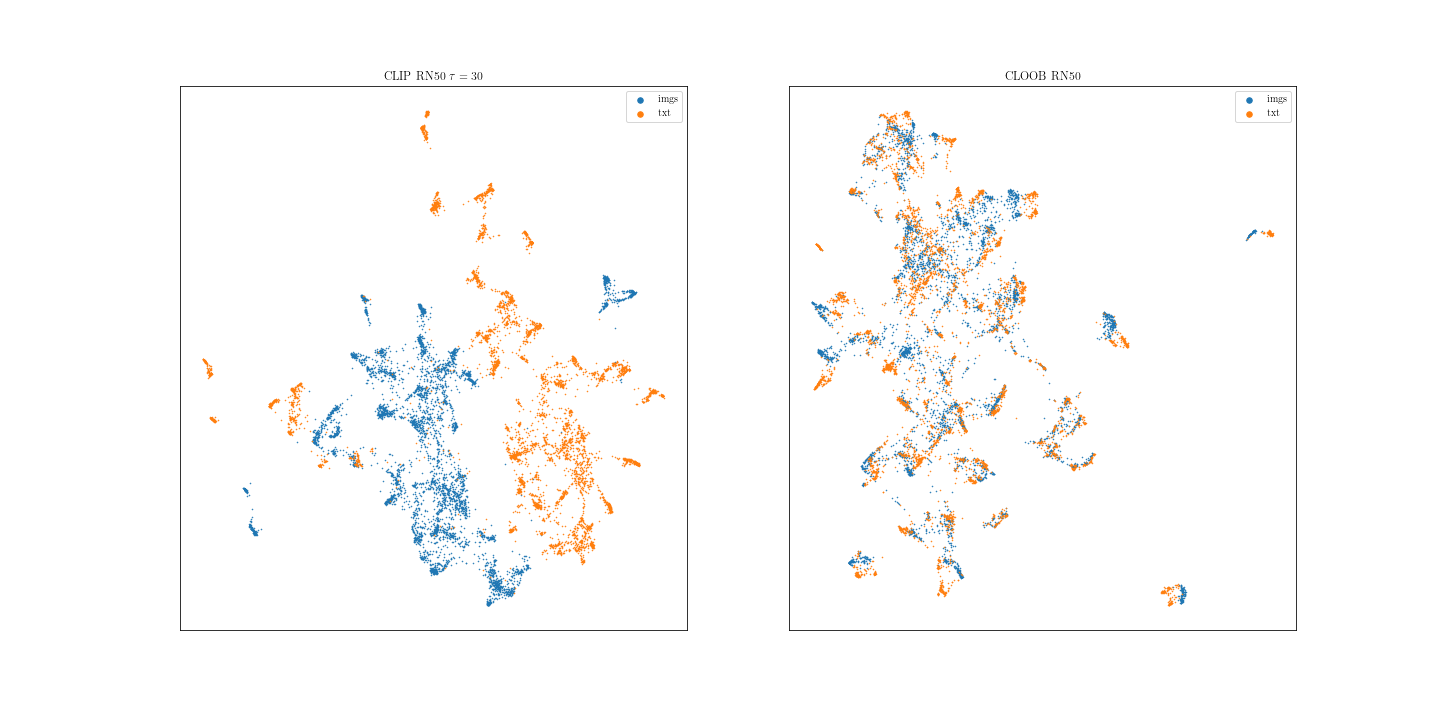 CLIP RN50 τ = 30
imgs
txt
CLOOB RN50
imgs
txt